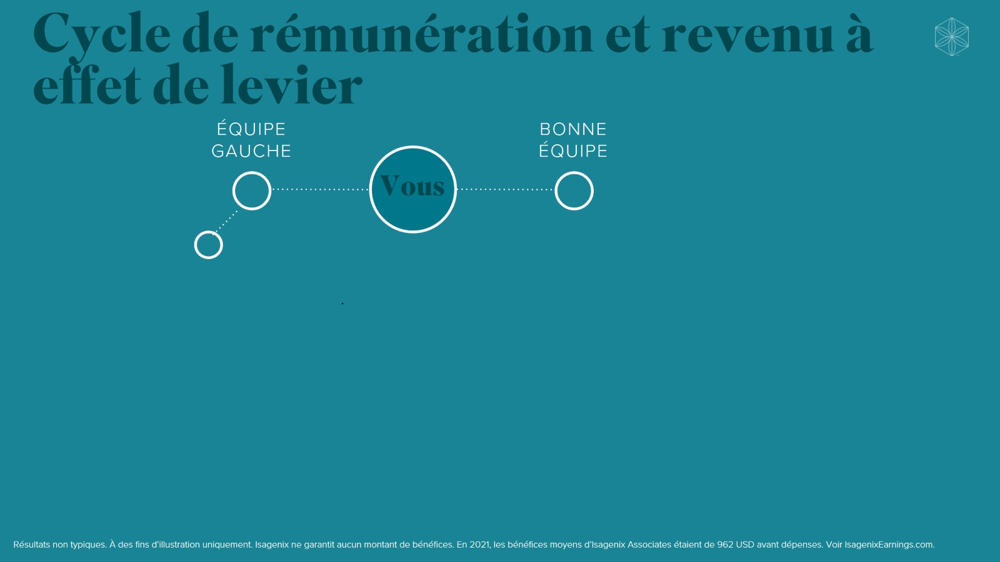 Cycle de rémunération et revenu à
effet de levier
ÉQUIPE
GAUCHE
BONNE
ÉQUIPE
Vous
Résultats non typiques. À des fins d’illustration uniquement. Isagenix ne garantit aucun montant de bénéfices. En 2021, les bénéfices moyens d’Isagenix Associates étaient de 962 USD avant dépenses. Voir IsagenixEarnings.com.